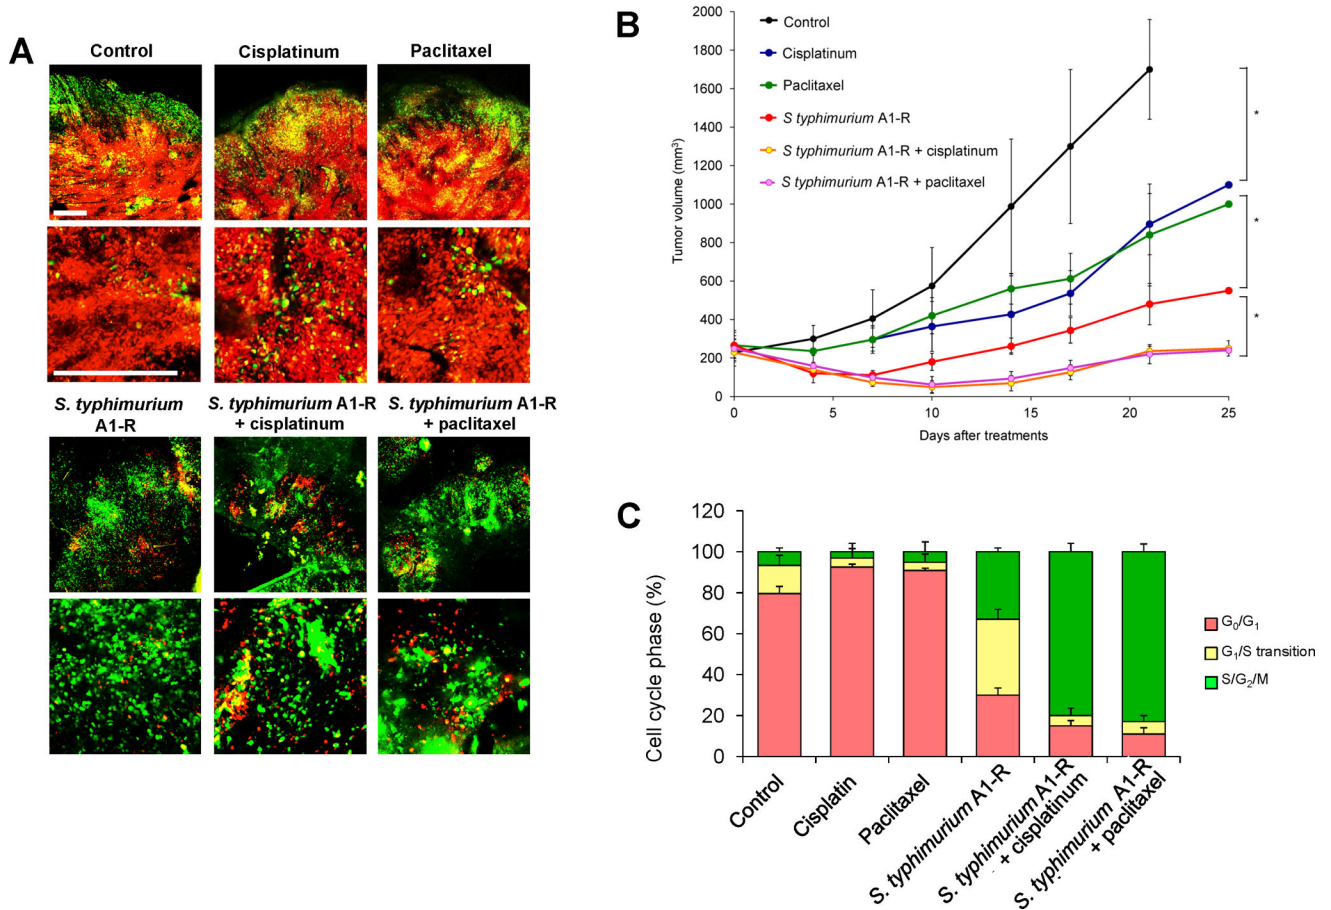 A
Control
Cisplatinum
Paclitaxel
S. typhimurium
A1-R
S. typhimurium A1-R
+ cisplatinum
S. typhimurium A1-R
+ paclitaxel
B
Tumor volume (mm³)
2000
1800
1600
1400
1200
1000
800
600
400
200
0
0
5
10
15
20
25
Days after treatments
Control
Cisplatinum
Paclitaxel
S typhimurium A1-R
S typhimurium A1-R + cisplatinum
S typhimurium A1-R + paclitaxel
*
*
*
C
Cell cycle phase (%)
120
100
80
60
40
20
0
Control
Cisplatin
Paclitaxel
S. typhimurium A1-R
S. typhimurium A1-R
+ cisplatinum
S. typhimurium A1-R
+ paclitaxel
G₀/G₁
G₁/S transition
S/G₂/M